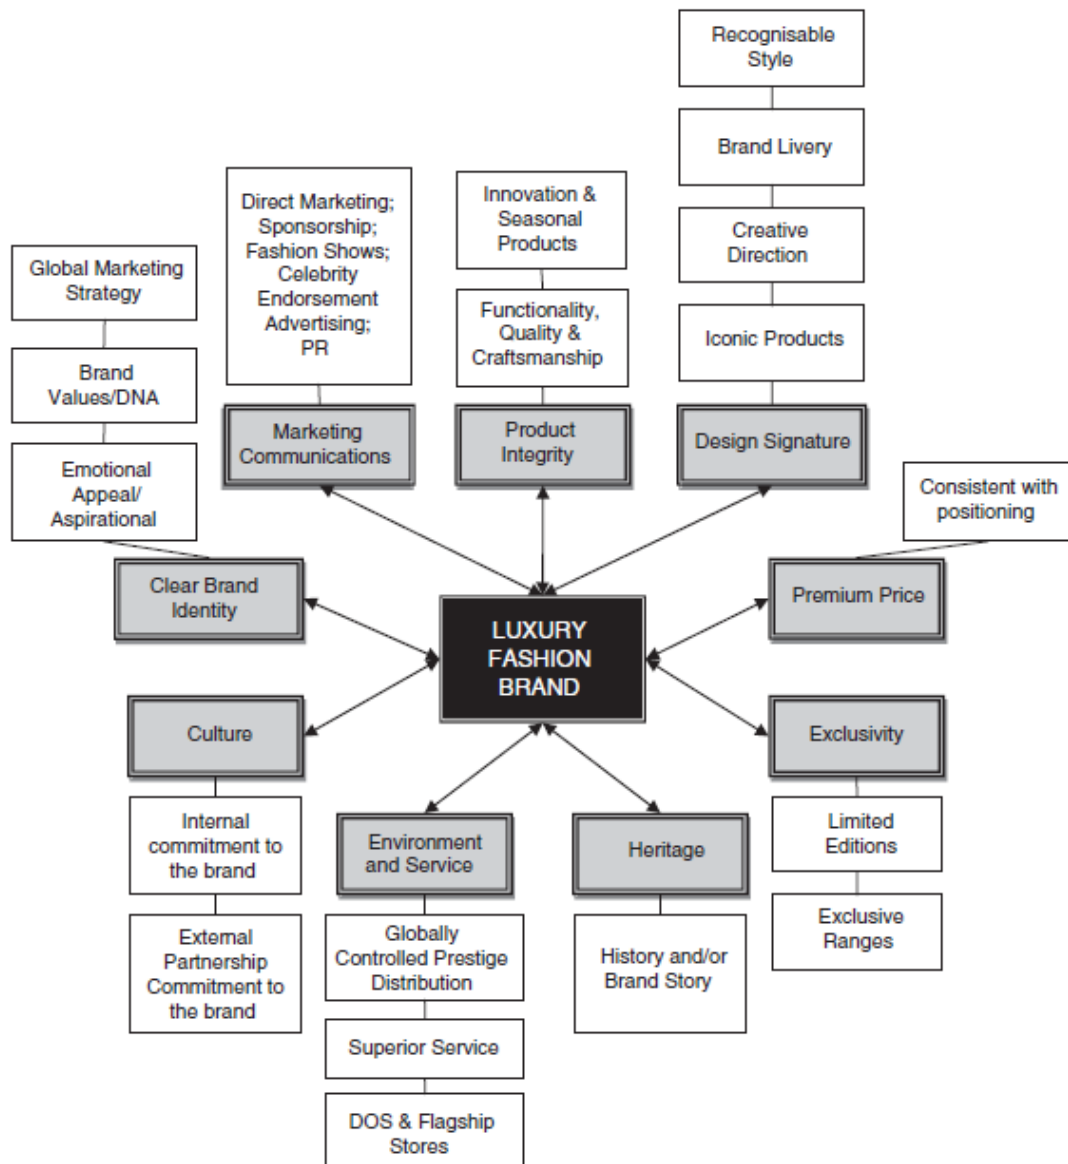 Recognisable
Style
Brand Livery
Creative
Direction
Iconic Products
Design Signature
Innovation &
Seasonal
Products
Functionality,
Quality &
Craftsmanship
Product
Integrity
Direct Marketing;
Sponsorship;
Fashion Shows;
Celebrity
Endorsement
Advertising;
PR
Marketing
Communications
Global Marketing
Strategy
Brand
Values/DNA
Emotional
Appeal/
Aspirational
Clear Brand
Identity
Consistent with
positioning
Premium Price
LUXURY
FASHION
BRAND
Culture
Internal
commitment to
the brand
External
Partnership
Commitment to
the brand
Environment
and Service
Globally
Controlled Prestige
Distribution
Superior Service
DOS & Flagship
Stores
Heritage
History and/or
Brand Story
Exclusivity
Limited
Editions
Exclusive
Ranges